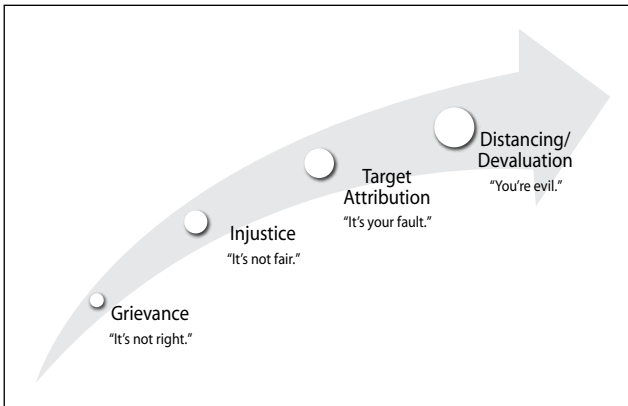 Grievance
“It’s not right.”
Injustice
“It’s not fair.”
Target
Attribution
“It’s your fault.”
Distancing/
Devaluation
“You’re evil.”